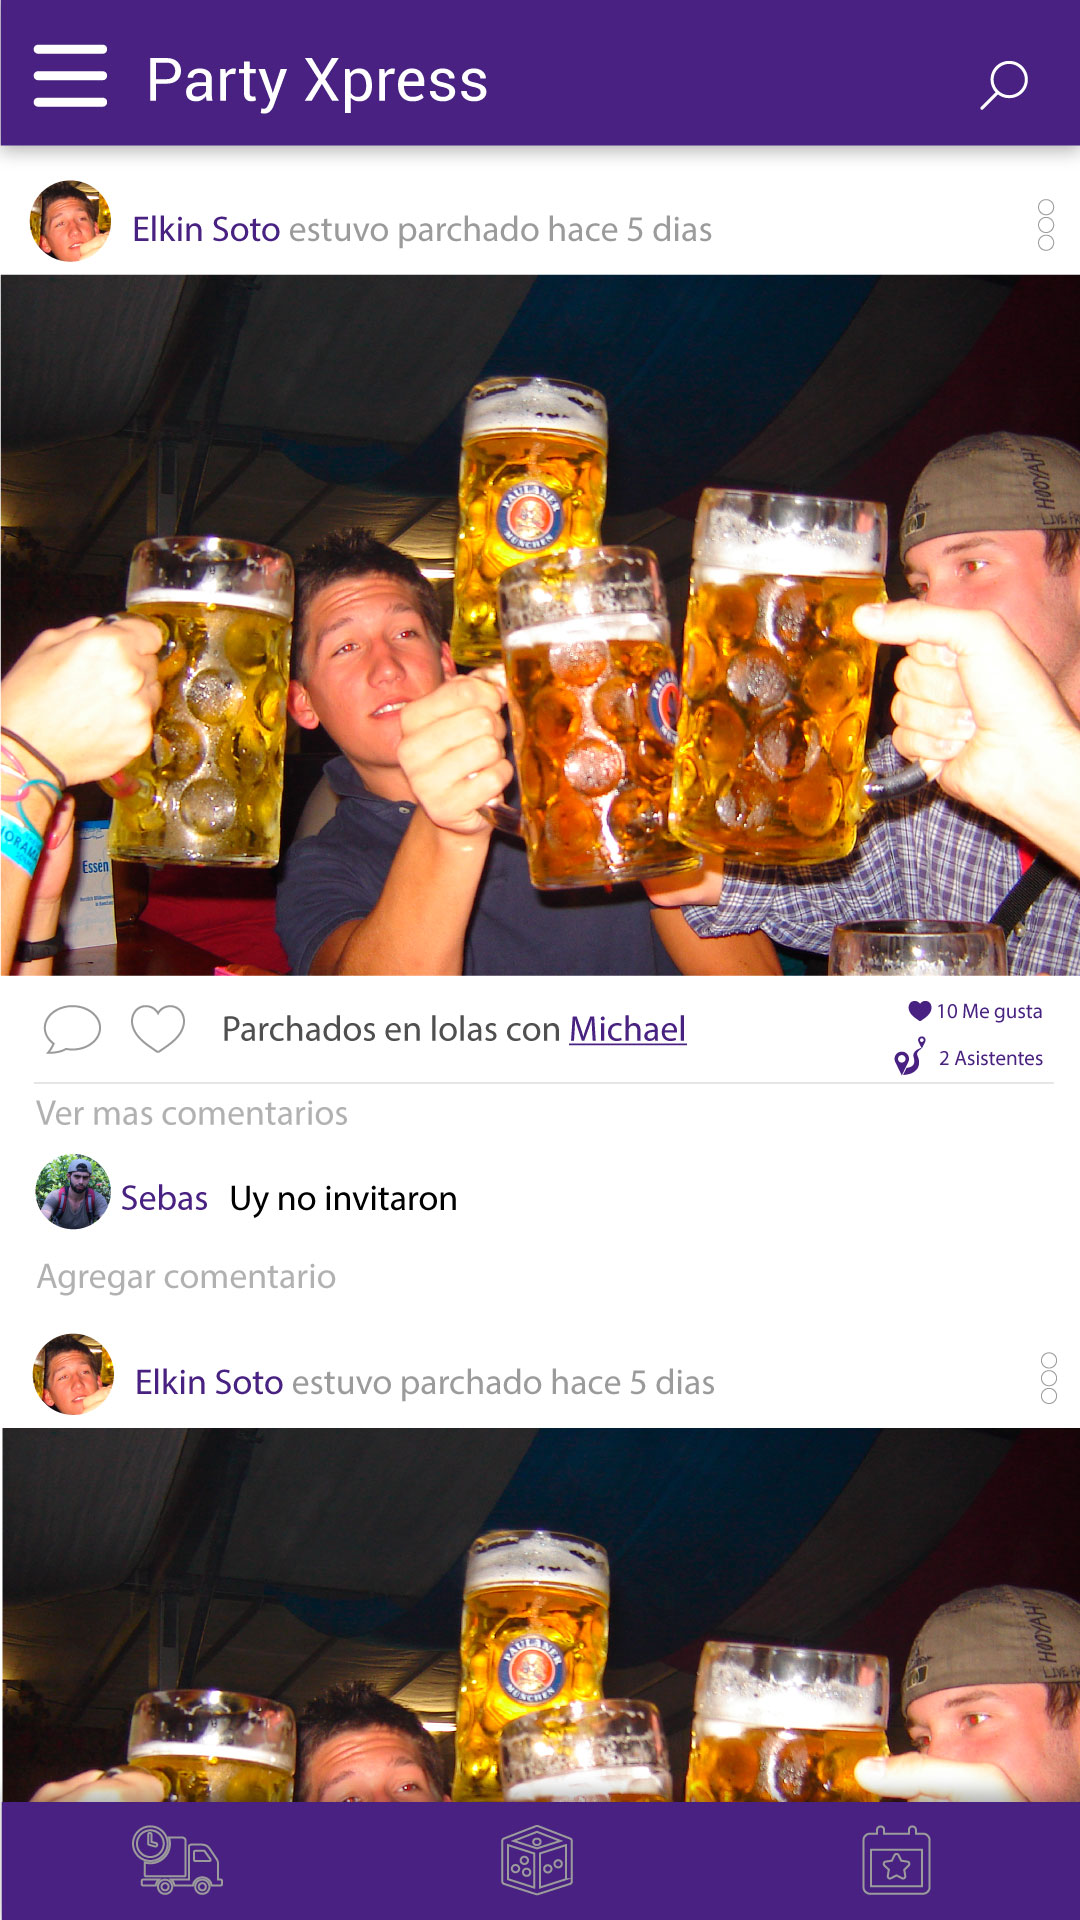 Party Xpress
Elkin Soto estuvo parchado hace 5 dias
HOOYAH!
PAULANER
MÜNCHEN
Essen
Parchados en lolas con Michael
10 Me gusta
2 Asistentes
Ver mas comentarios
Sebas Uy no invitaron
Agregar comentario
Elkin Soto estuvo parchado hace 5 dias
HOOYAH!
PAULANER
MÜNCHEN